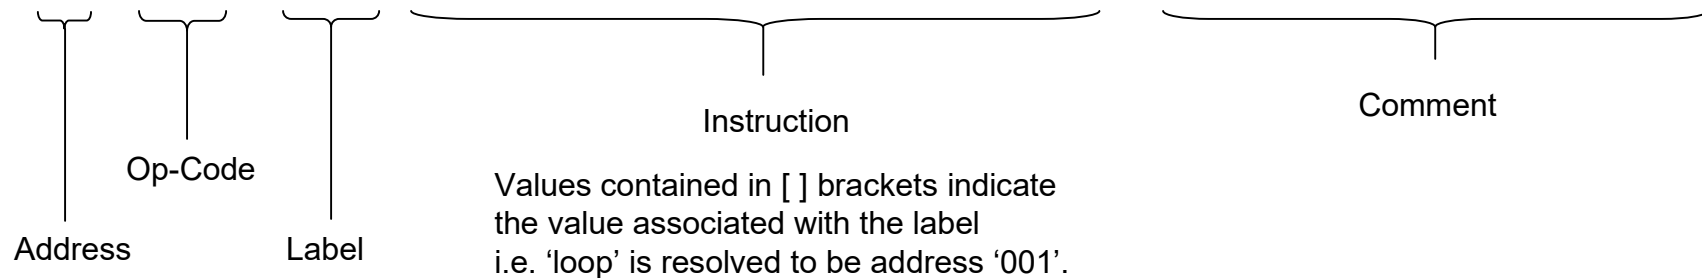 Instruction
Comment
Op-Code
Values contained in [ ] brackets indicate
the value associated with the label
i.e. ‘loop’ is resolved to be address ‘001’.
Address
Label